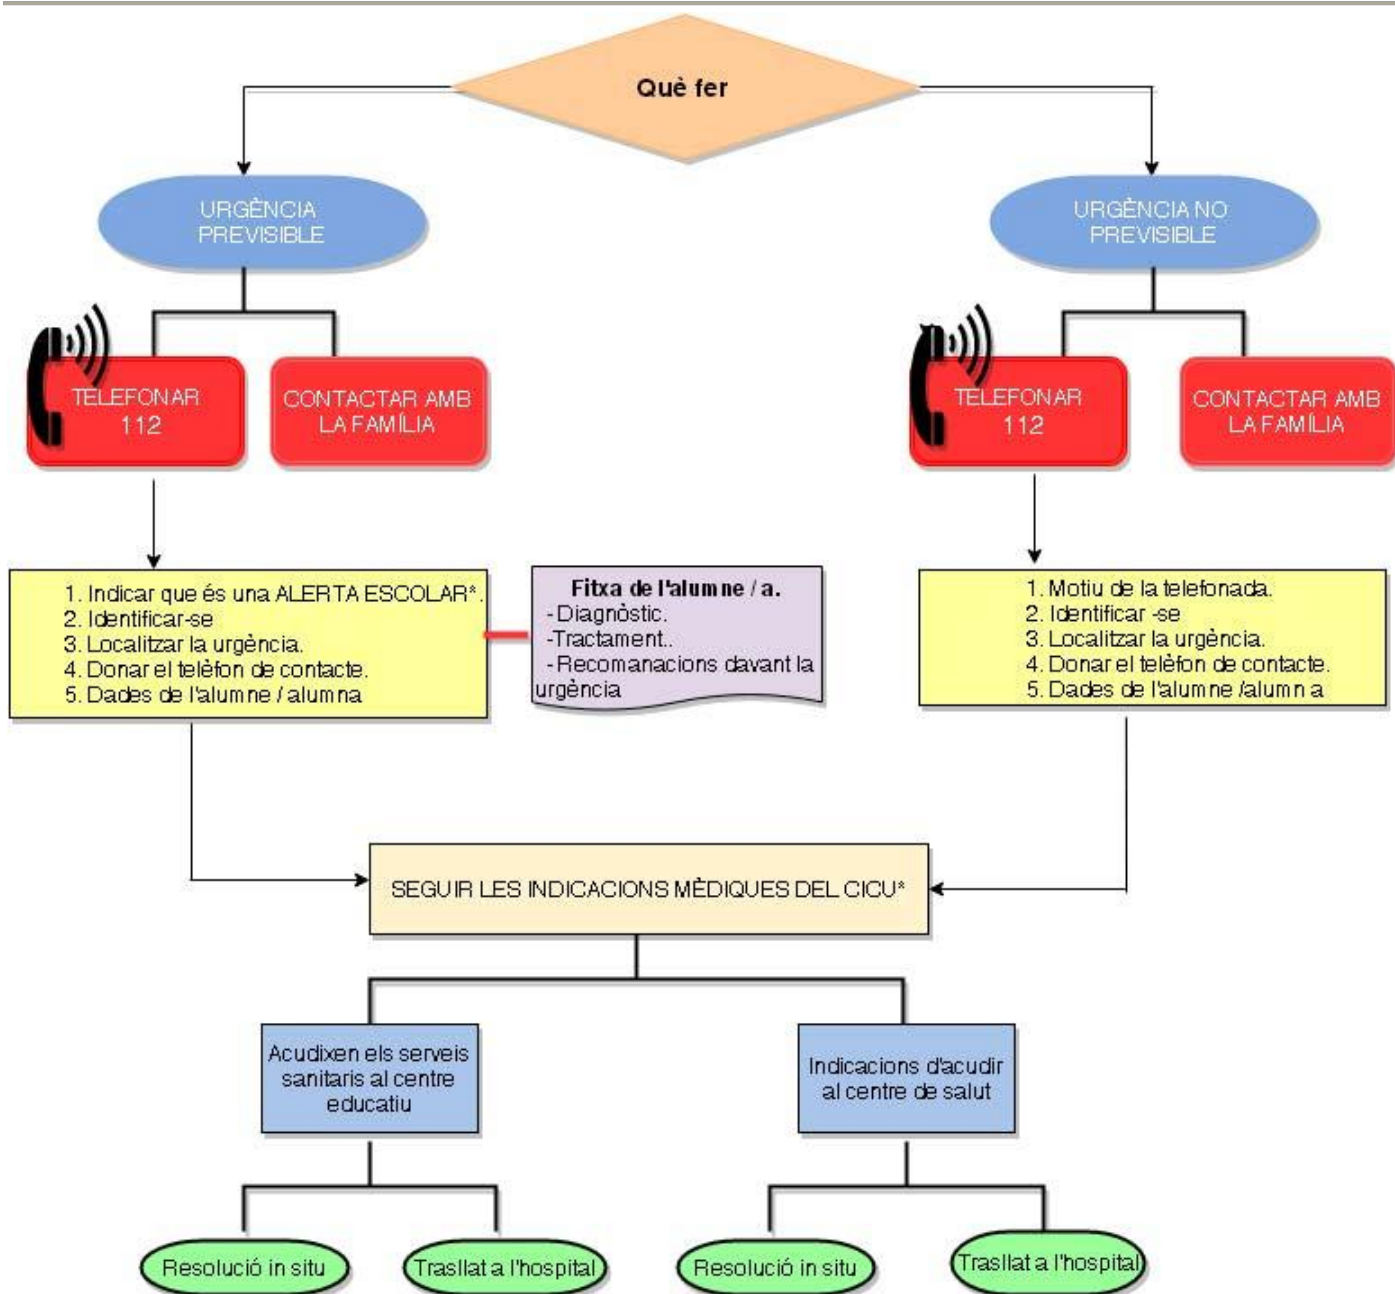 Què fer
URGÈNCIA
PREVISIBLE
URGÈNCIA NO
PREVISIBLE
TELEFONAR
112
CONTACTAR AMB
LA FAMÍLIA
TELEFONAR
112
CONTACTAR AMB
LA FAMÍLIA
1. Indicar que és una ALERTA ESCOLAR*.
2. Identificar-se
3. Localitzar la urgència.
4. Donar el telèfon de contacte.
5. Dades de l'alumne / alumna
Fitxa de l'alumne / a.
- Diagnòstic.
-Tractament..
- Recomanacions davant la
urgència
1. Motiu de la telefonada.
2. Identificar -se
3. Localitzar la urgència.
4. Donar el telèfon de contacte.
5. Dades de l'alumne /alumn a
SEGUIR LES INDICACIONS MÈDIQUES DEL CICU*
Acudixen els serveis
sanitaris al centre
educatiu
Indicacions d'acudir
al centre de salut
Resolució in situ
Trasllat a l'hospital
Resolució in situ
Trasllat a l'hospital